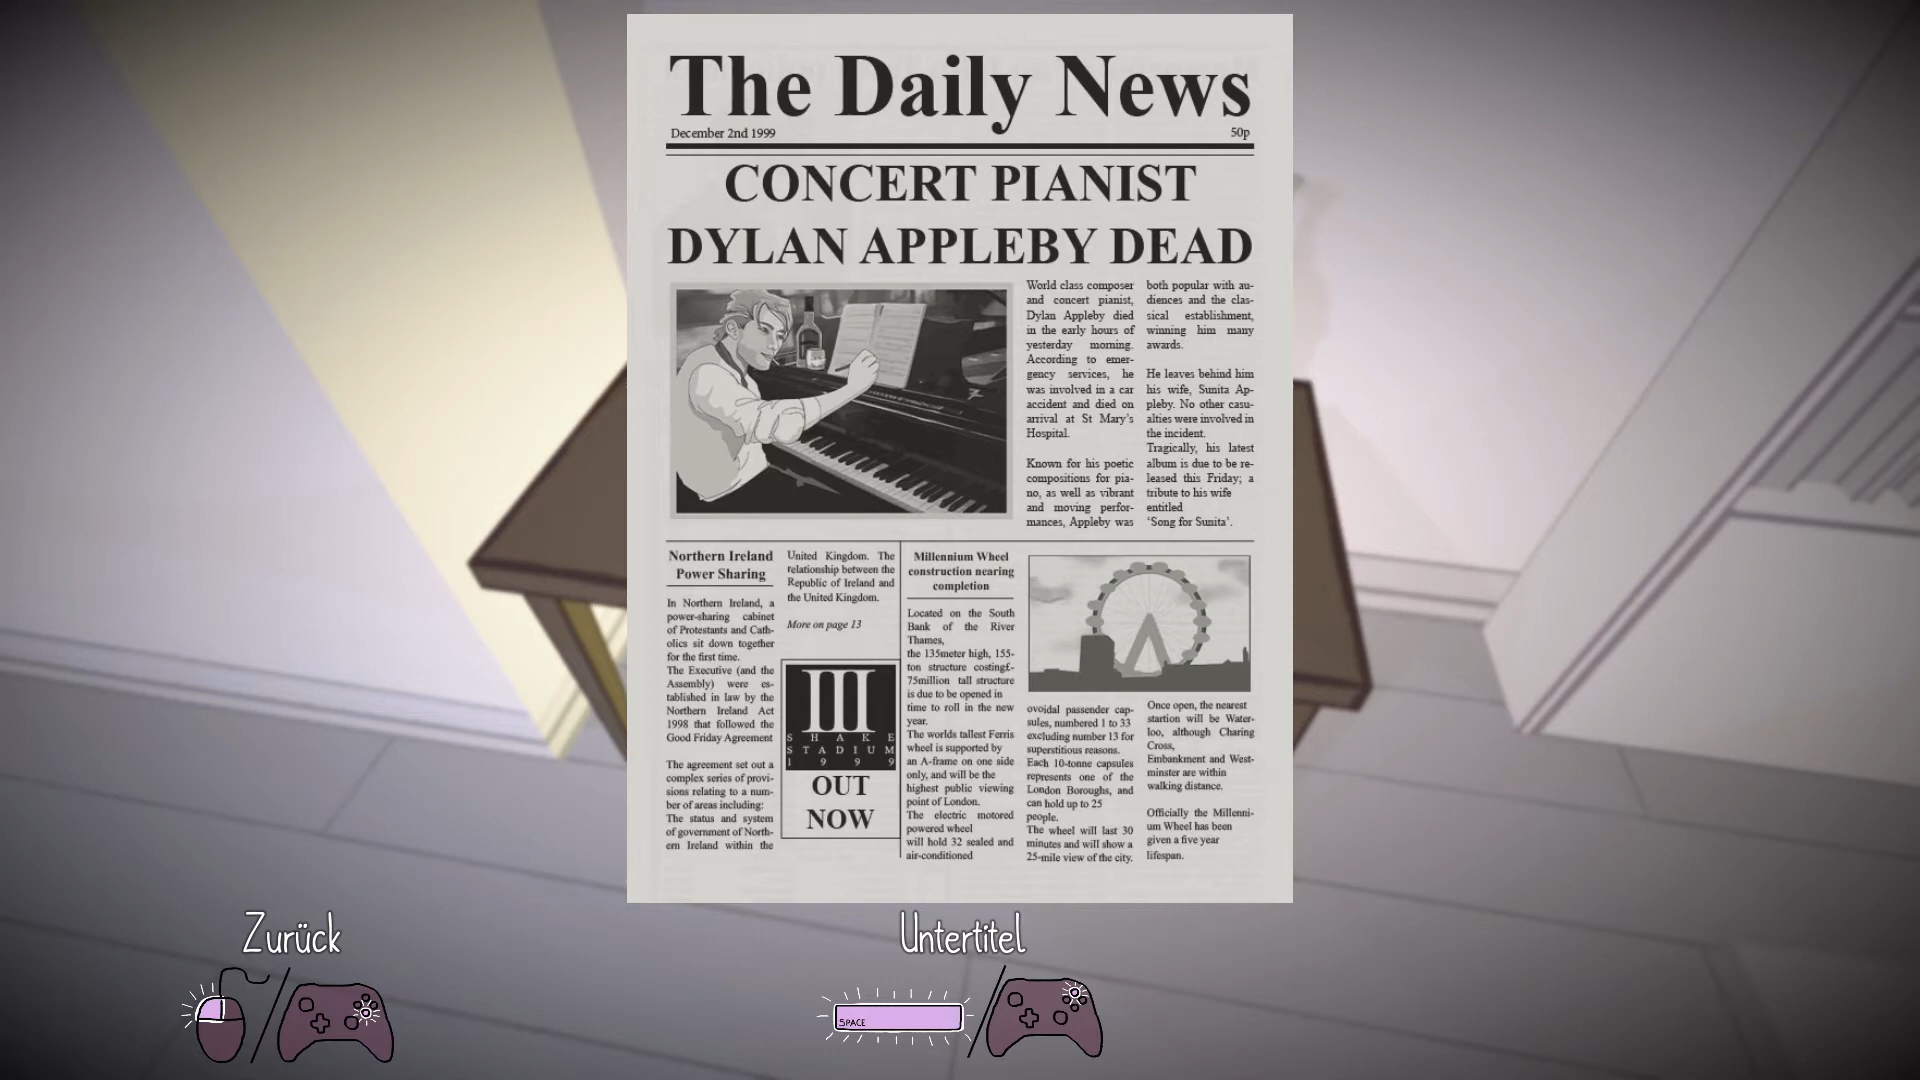 The Daily News
December 2nd 1999
50p
CONCERT PIANIST
DYLAN APPLEBY DEAD
World class composer
and concert pianist,
Dylan Appleby died
in the early hours of
yesterday morning.
According to emer-
gency services, he
was involved in a car
accident and died on
arrival at St Mary's
Hospital.
Known for his poetic
compositions for pia-
no, as well as vibrant
and moving perfor-
mances, Appleby was
both popular with au-
diences and the clas-
sical establishment,
winning him many
awards.
He leaves behind him
his wife, Sunita Ap-
pleby. No other casu-
alties were involved in
the incident.
Tragically, his latest
album is due to be re-
leased this Friday; a
tribute to his wife
entitled
'Song for Sunita'.
Northern Ireland
Power Sharing
In Northern Ireland, a
power-sharing cabinet
of Protestants and Cath-
olics sit down together
for the first time.
The Executive (and the
Assembly) were es-
tablished in law by the
Northern Ireland Act
1998 that followed the
Good Friday Agreement
The agreement set out a
complex series of provi-
sions relating to a num-
ber of areas including:
The status and system
of government of North-
ern Ireland within the
United Kingdom. The
relationship between the
Republic of Ireland and
the United Kingdom.
More on page 13
III
SHAKE
STADIUM
1999
OUT
NOW
Millennium Wheel
construction nearing
completion
Located on the South
Bank of the River
Thames,
the 135meter high, 155-
ton structure costing£-
75million tall structure
is due to be opened in
time to roll in the new
year.
The worlds tallest Ferris
wheel is supported by
an A-frame on one side
only, and will be the
highest public viewing
point of London.
The electric motored
powered wheel
will hold 32 sealed and
air-conditioned
ovoidal passenger cap-
sules, numbered 1 to 33
excluding number 13 for
superstitious reasons.
Each 10-tonne capsules
represents one of the
London Boroughs, and
can hold up to 25
people.
The wheel will last 30
minutes and will show a
25-mile view of the city.
Once open, the nearest
startion will be Water-
loo, although Charing
Cross,
Embankment and West-
minster are within
walking distance.
Officially the Millenni-
um Wheel has been
given a five year
lifespan.
Zurück
Untertitel
SPACE